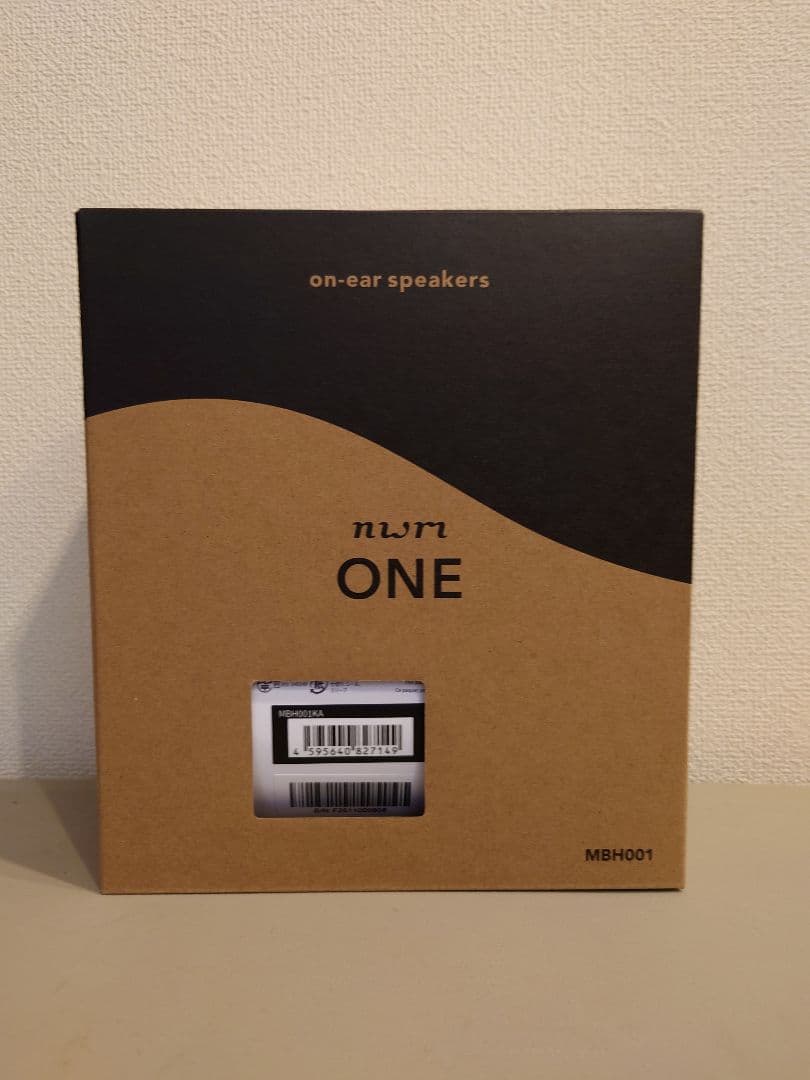 on-ear speakers
nwm
ONE
MBH001KA
4 595640 827149
MBH001